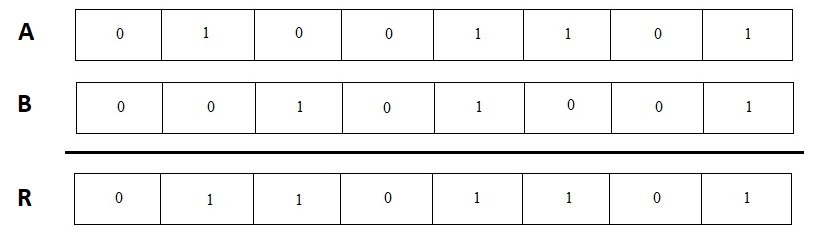 A 0 1 0 0 1 1 0 1
B 0 0 1 0 1 0 0 1
R 0 1 1 0 1 1 0 1